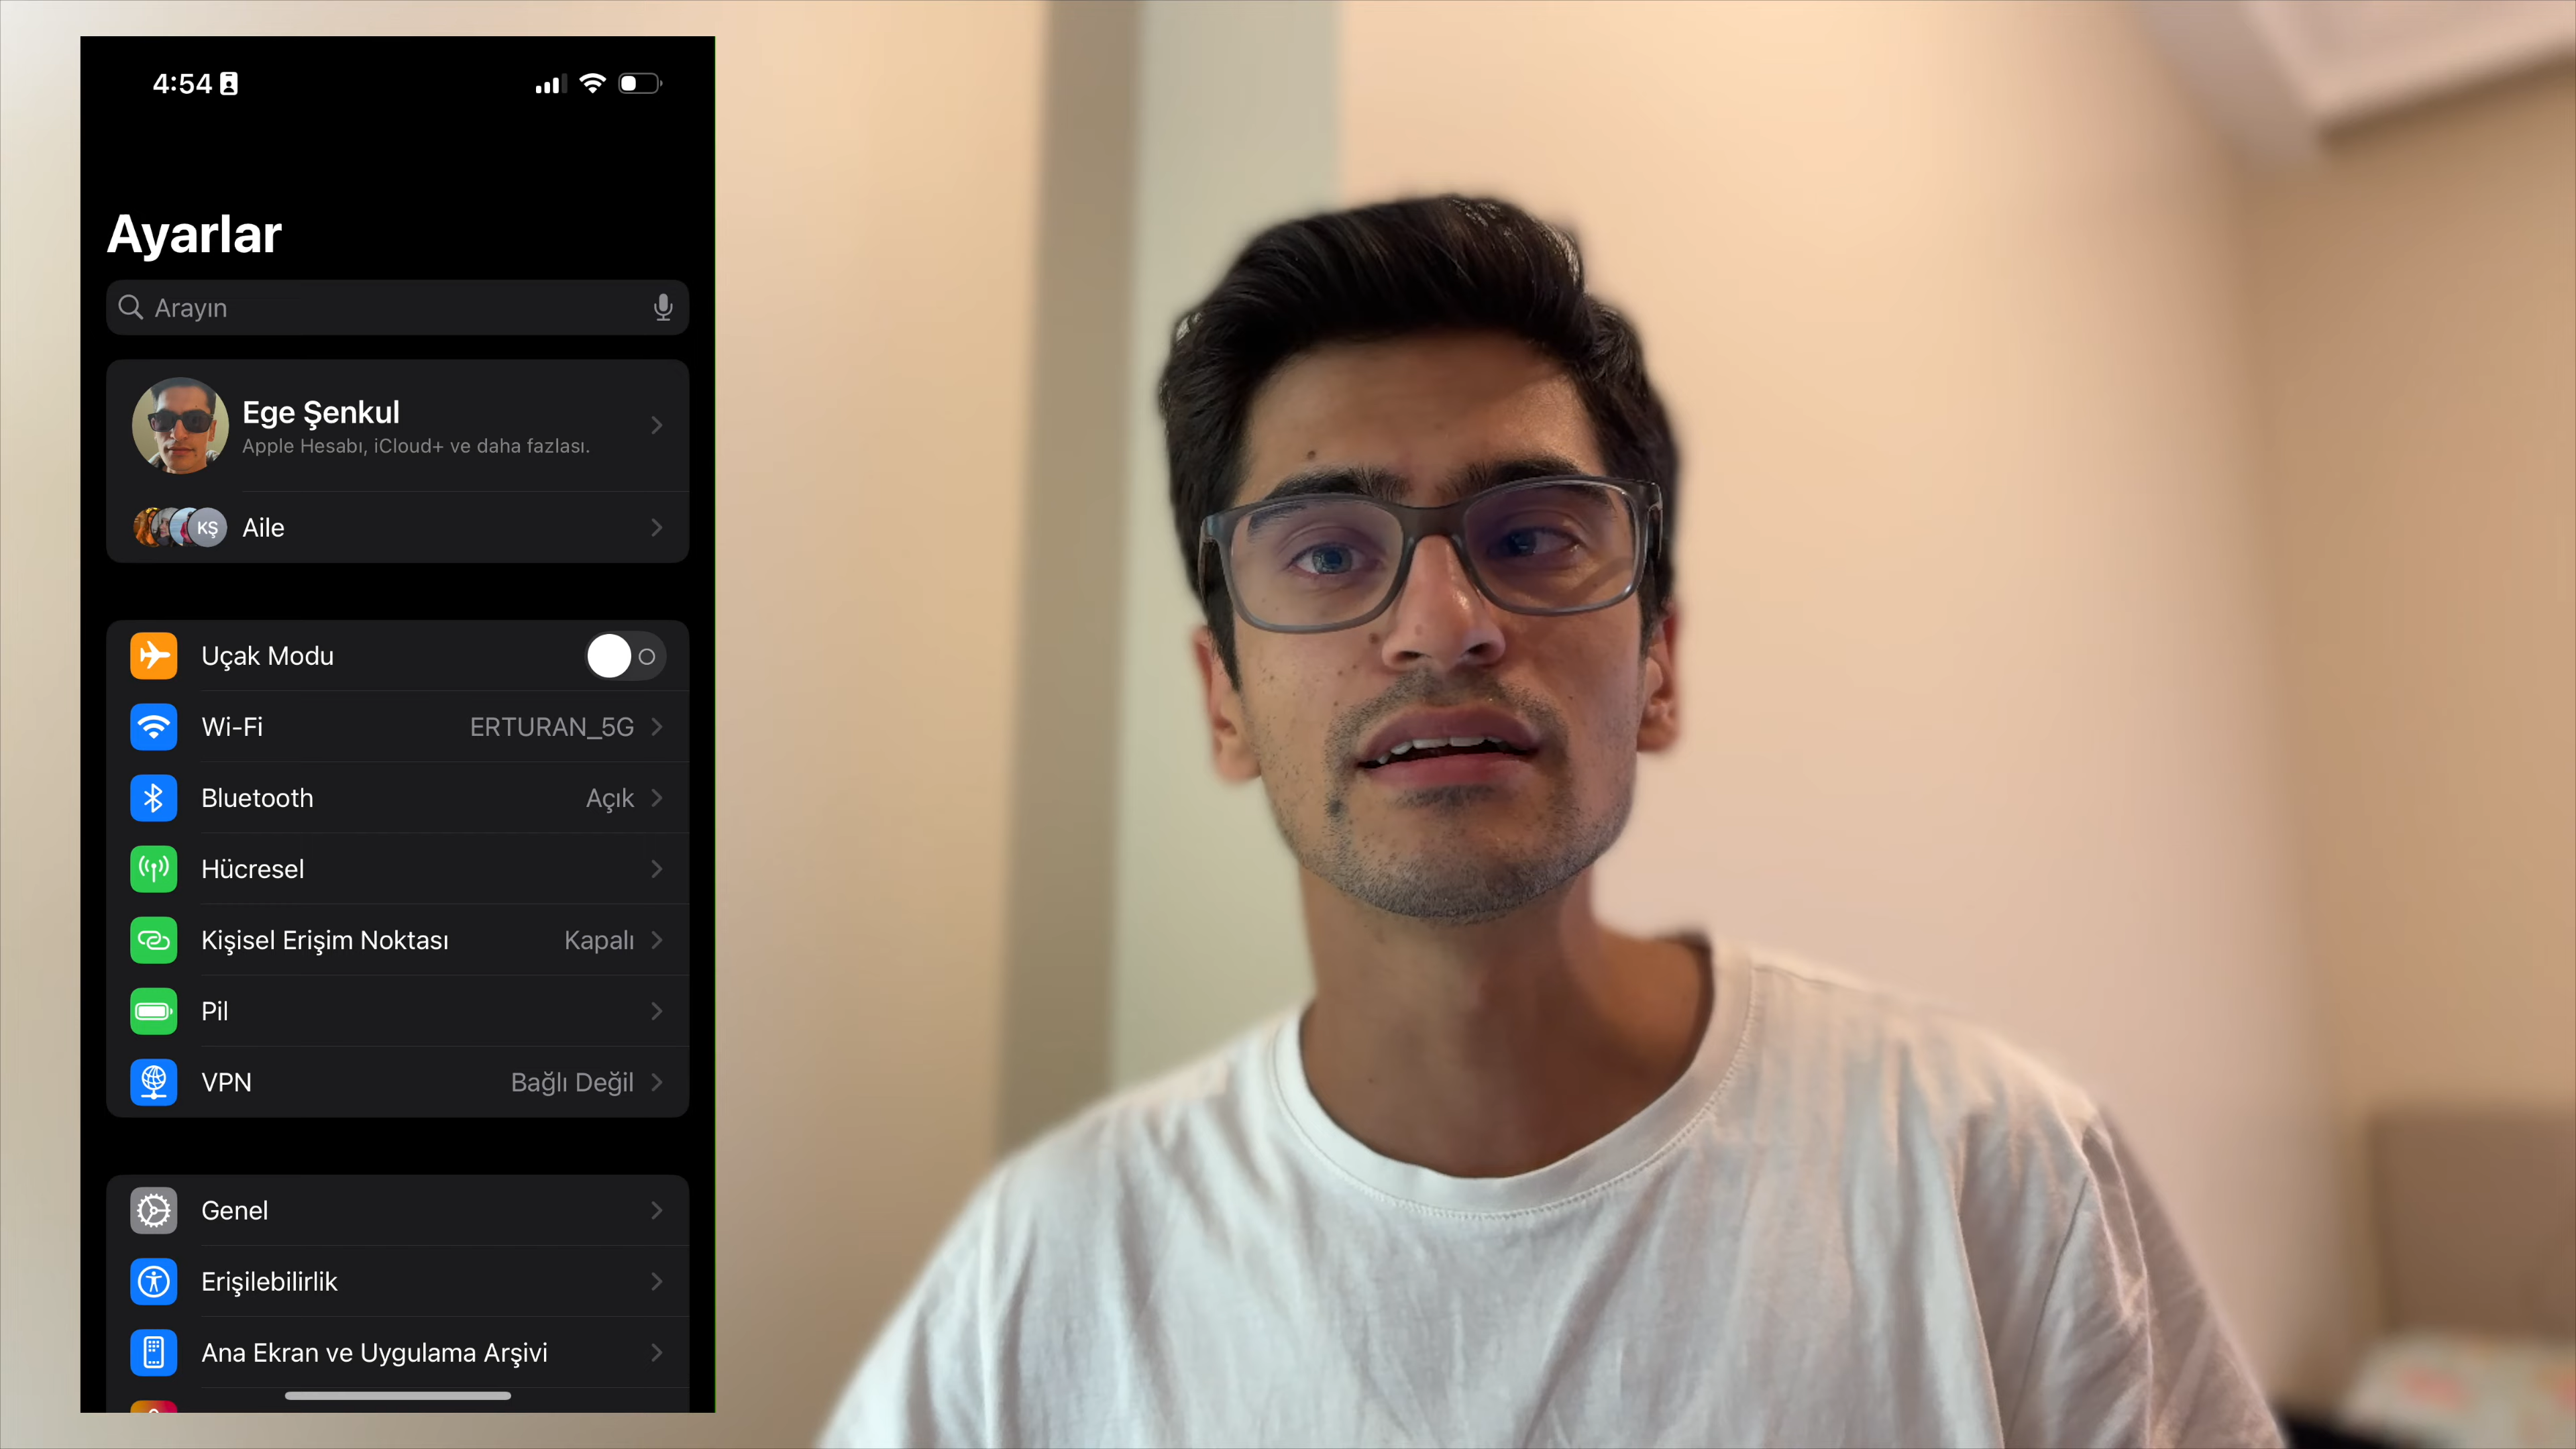 4:54
Ayarlar
Arayın
Ege Şenkul
Apple Hesabı, iCloud+ ve daha fazlası.
KŞ
Aile
Uçak Modu
Wi-Fi ERTURAN_5G
Bluetooth Açık
Hücresel
Kişisel Erişim Noktası Kapalı
Pil
VPN Bağlı Değil
Genel
Erişilebilirlik
Ana Ekran ve Uygulama Arşivi